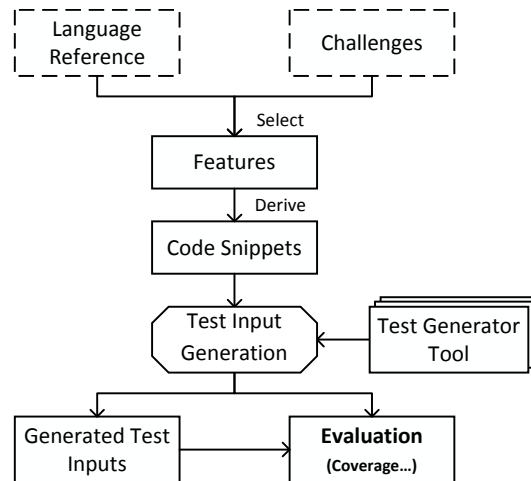 Language
Reference
Challenges
Select
Features
Derive
Code Snippets
Test Input
Generation
Test Generator
Tool
Generated Test
Inputs
Evaluation
(Coverage...)